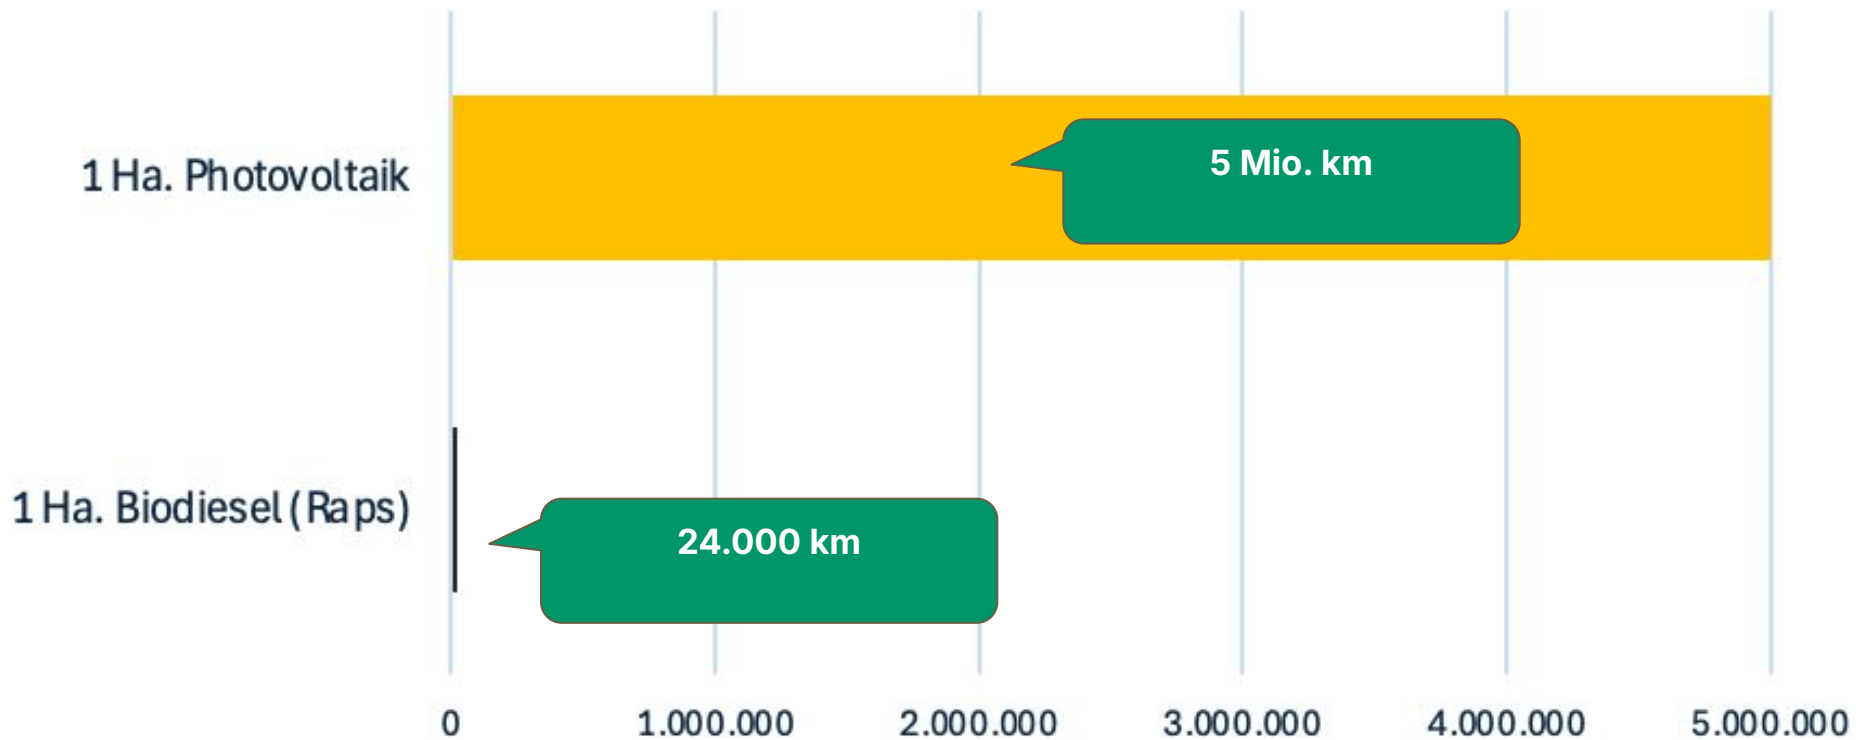 1 Ha. Photovoltaik
5 Mio. km
1 Ha. Biodiesel (Raps)
24.000 km
0 1.000.000 2.000.000 3.000.000 4.000.000 5.000.000